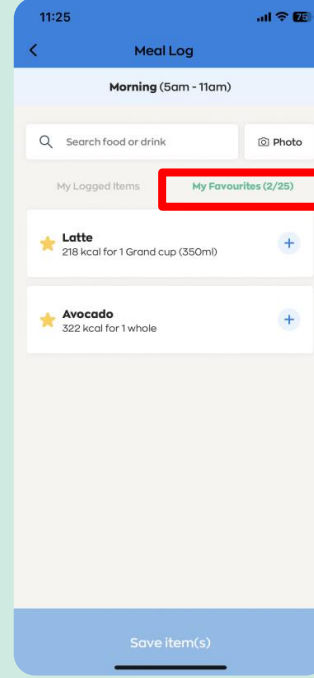 11:25
75
Meal Log
Morning (5am - 11am)
Search food or drink
Photo
My Logged Items
My Favourites (2/25)
Latte
218 kcal for 1 Grand cup (350ml)
Avocado
322 kcal for 1 whole
Save item(s)